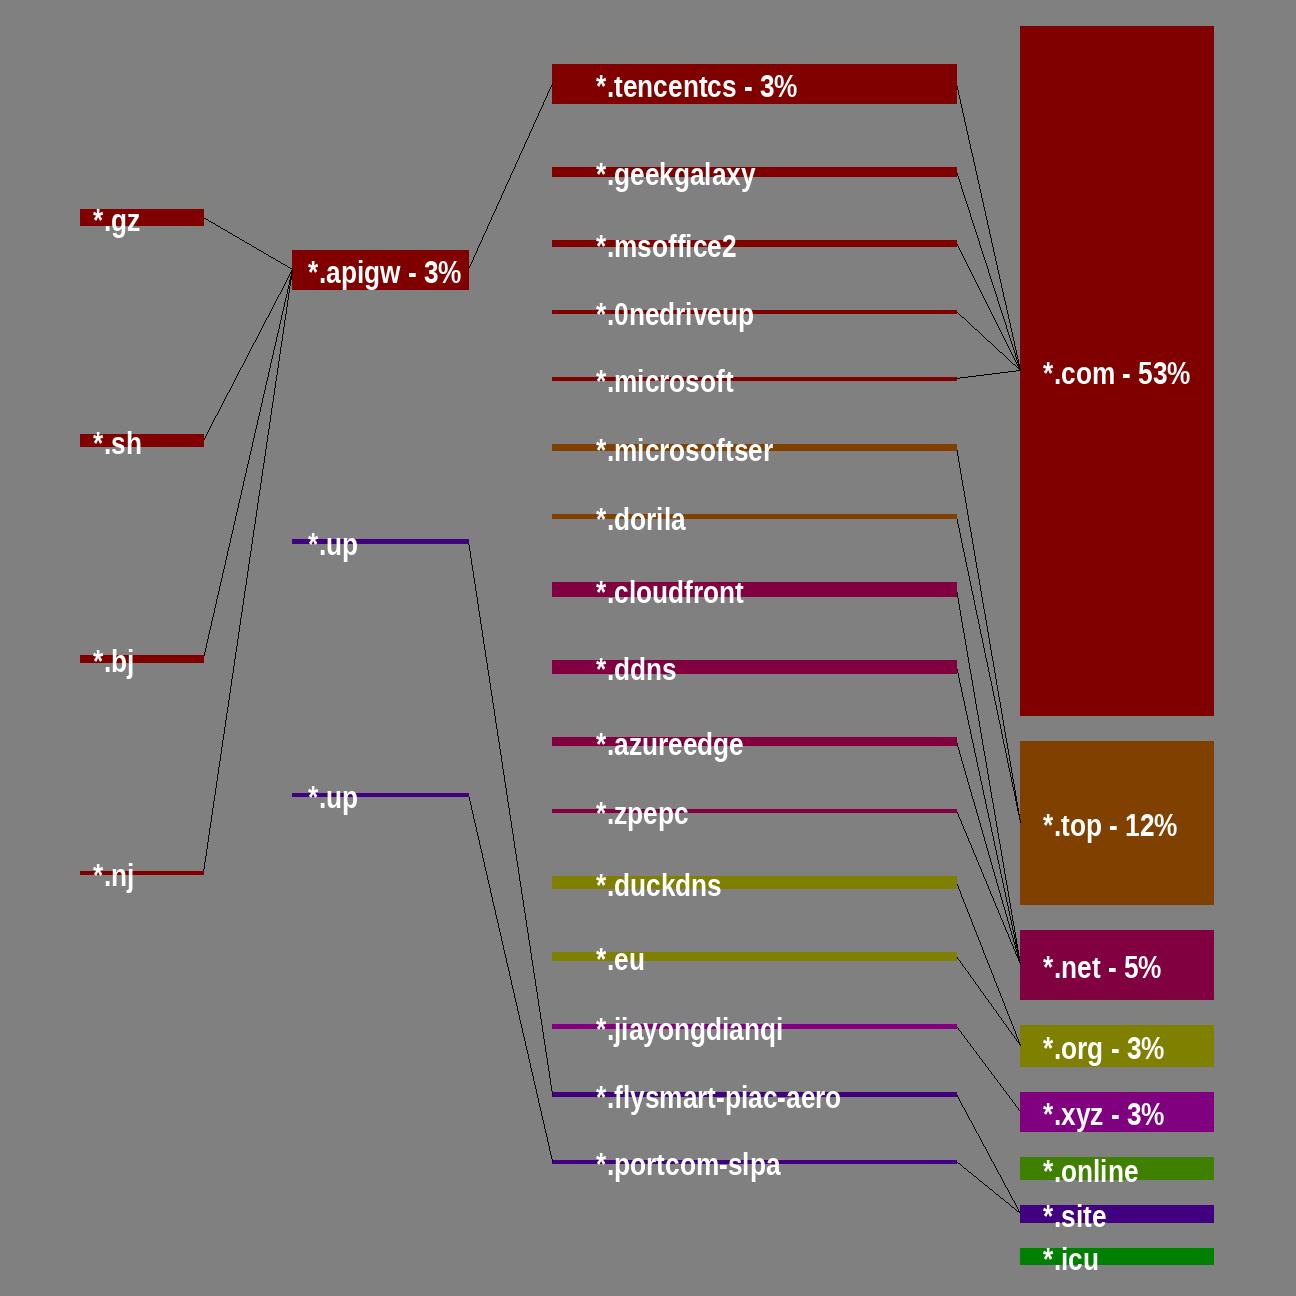 *.gz
*.sh
*.bj
*.nj
*.apigw - 3%
*.up
*.up
*.tencentcs - 3%
*.geekgalaxy
*.msoffice2
*.0nedriveup
*.microsoft
*.microsoftser
*.dorila
*.cloudfront
*.ddns
*.azureedge
*.zpepc
*.duckdns
*.eu
*.jiayongdianqi
*.flysmart-piac-aero
*.portcom-slpa
*.com - 53%
*.top - 12%
*.net - 5%
*.org - 3%
*.xyz - 3%
*.online
*.site
*.icu